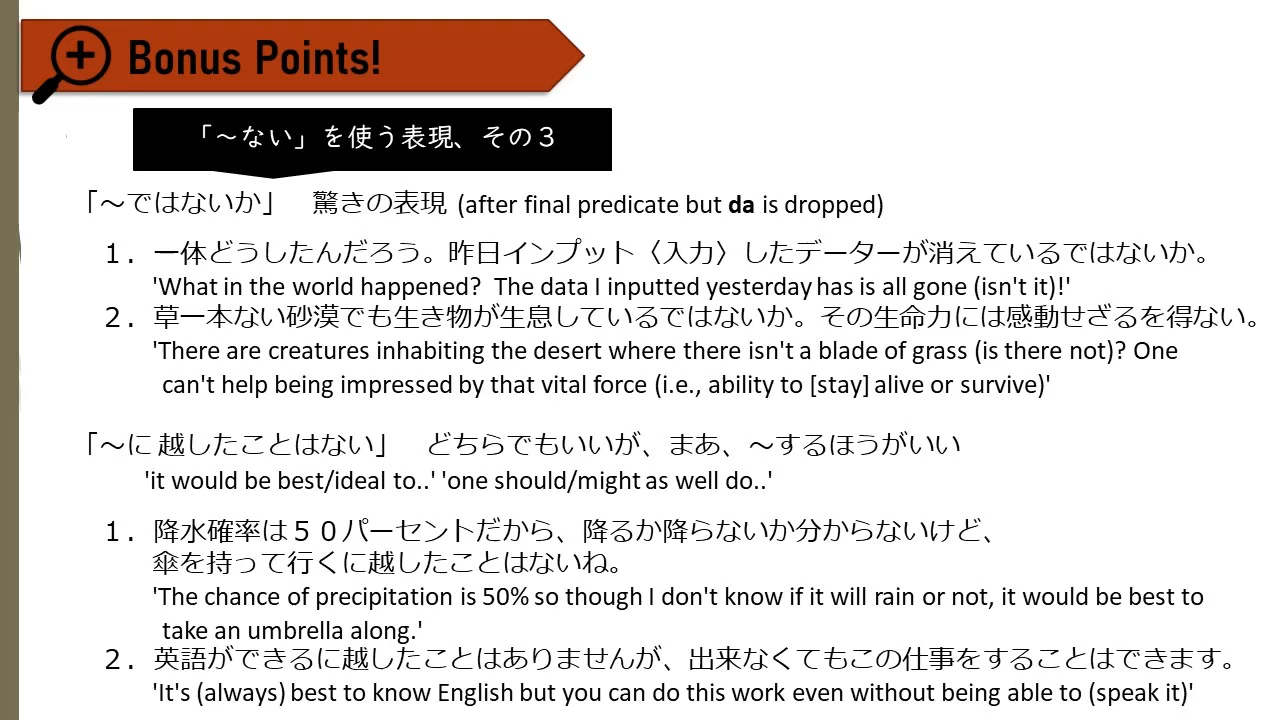 Bonus Points!
「～ない」を使う表現、その３
「～ではないか」　驚きの表現 (after final predicate but da is dropped)
１．一体どうしたんだろう。昨日インプット〈入力〉したデーターが消えているではないか。
'What in the world happened?  The data I inputted yesterday has is all gone (isn't it)!'
２．草一本ない砂漠でも生き物が生息しているではないか。その生命力には感動せざるを得ない。
'There are creatures inhabiting the desert where there isn't a blade of grass (is there not)? One
can't help being impressed by that vital force (i.e., ability to [stay] alive or survive)'
「～に 越したことはない」　どちらでもいいが、まあ、～するほうがいい
'it would be best/ideal to..' 'one should/might as well do..'
１．降水確率は５０パーセントだから、降るか降らないか分からないけど、
傘を持って行くに越したことはないね。
'The chance of precipitation is 50% so though I don't know if it will rain or not, it would be best to
take an umbrella along.'
２．英語ができるに越したことはありませんが、出来なくてもこの仕事をすることはできます。
'It's (always) best to know English but you can do this work even without being able to (speak it)'